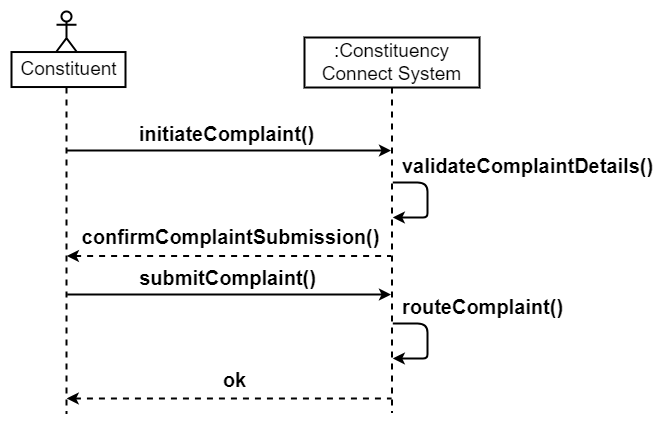 Constituent
:Constituency
Connect System
initiateComplaint()
validateComplaintDetails()
confirmComplaintSubmission()
submitComplaint()
routeComplaint()
ok